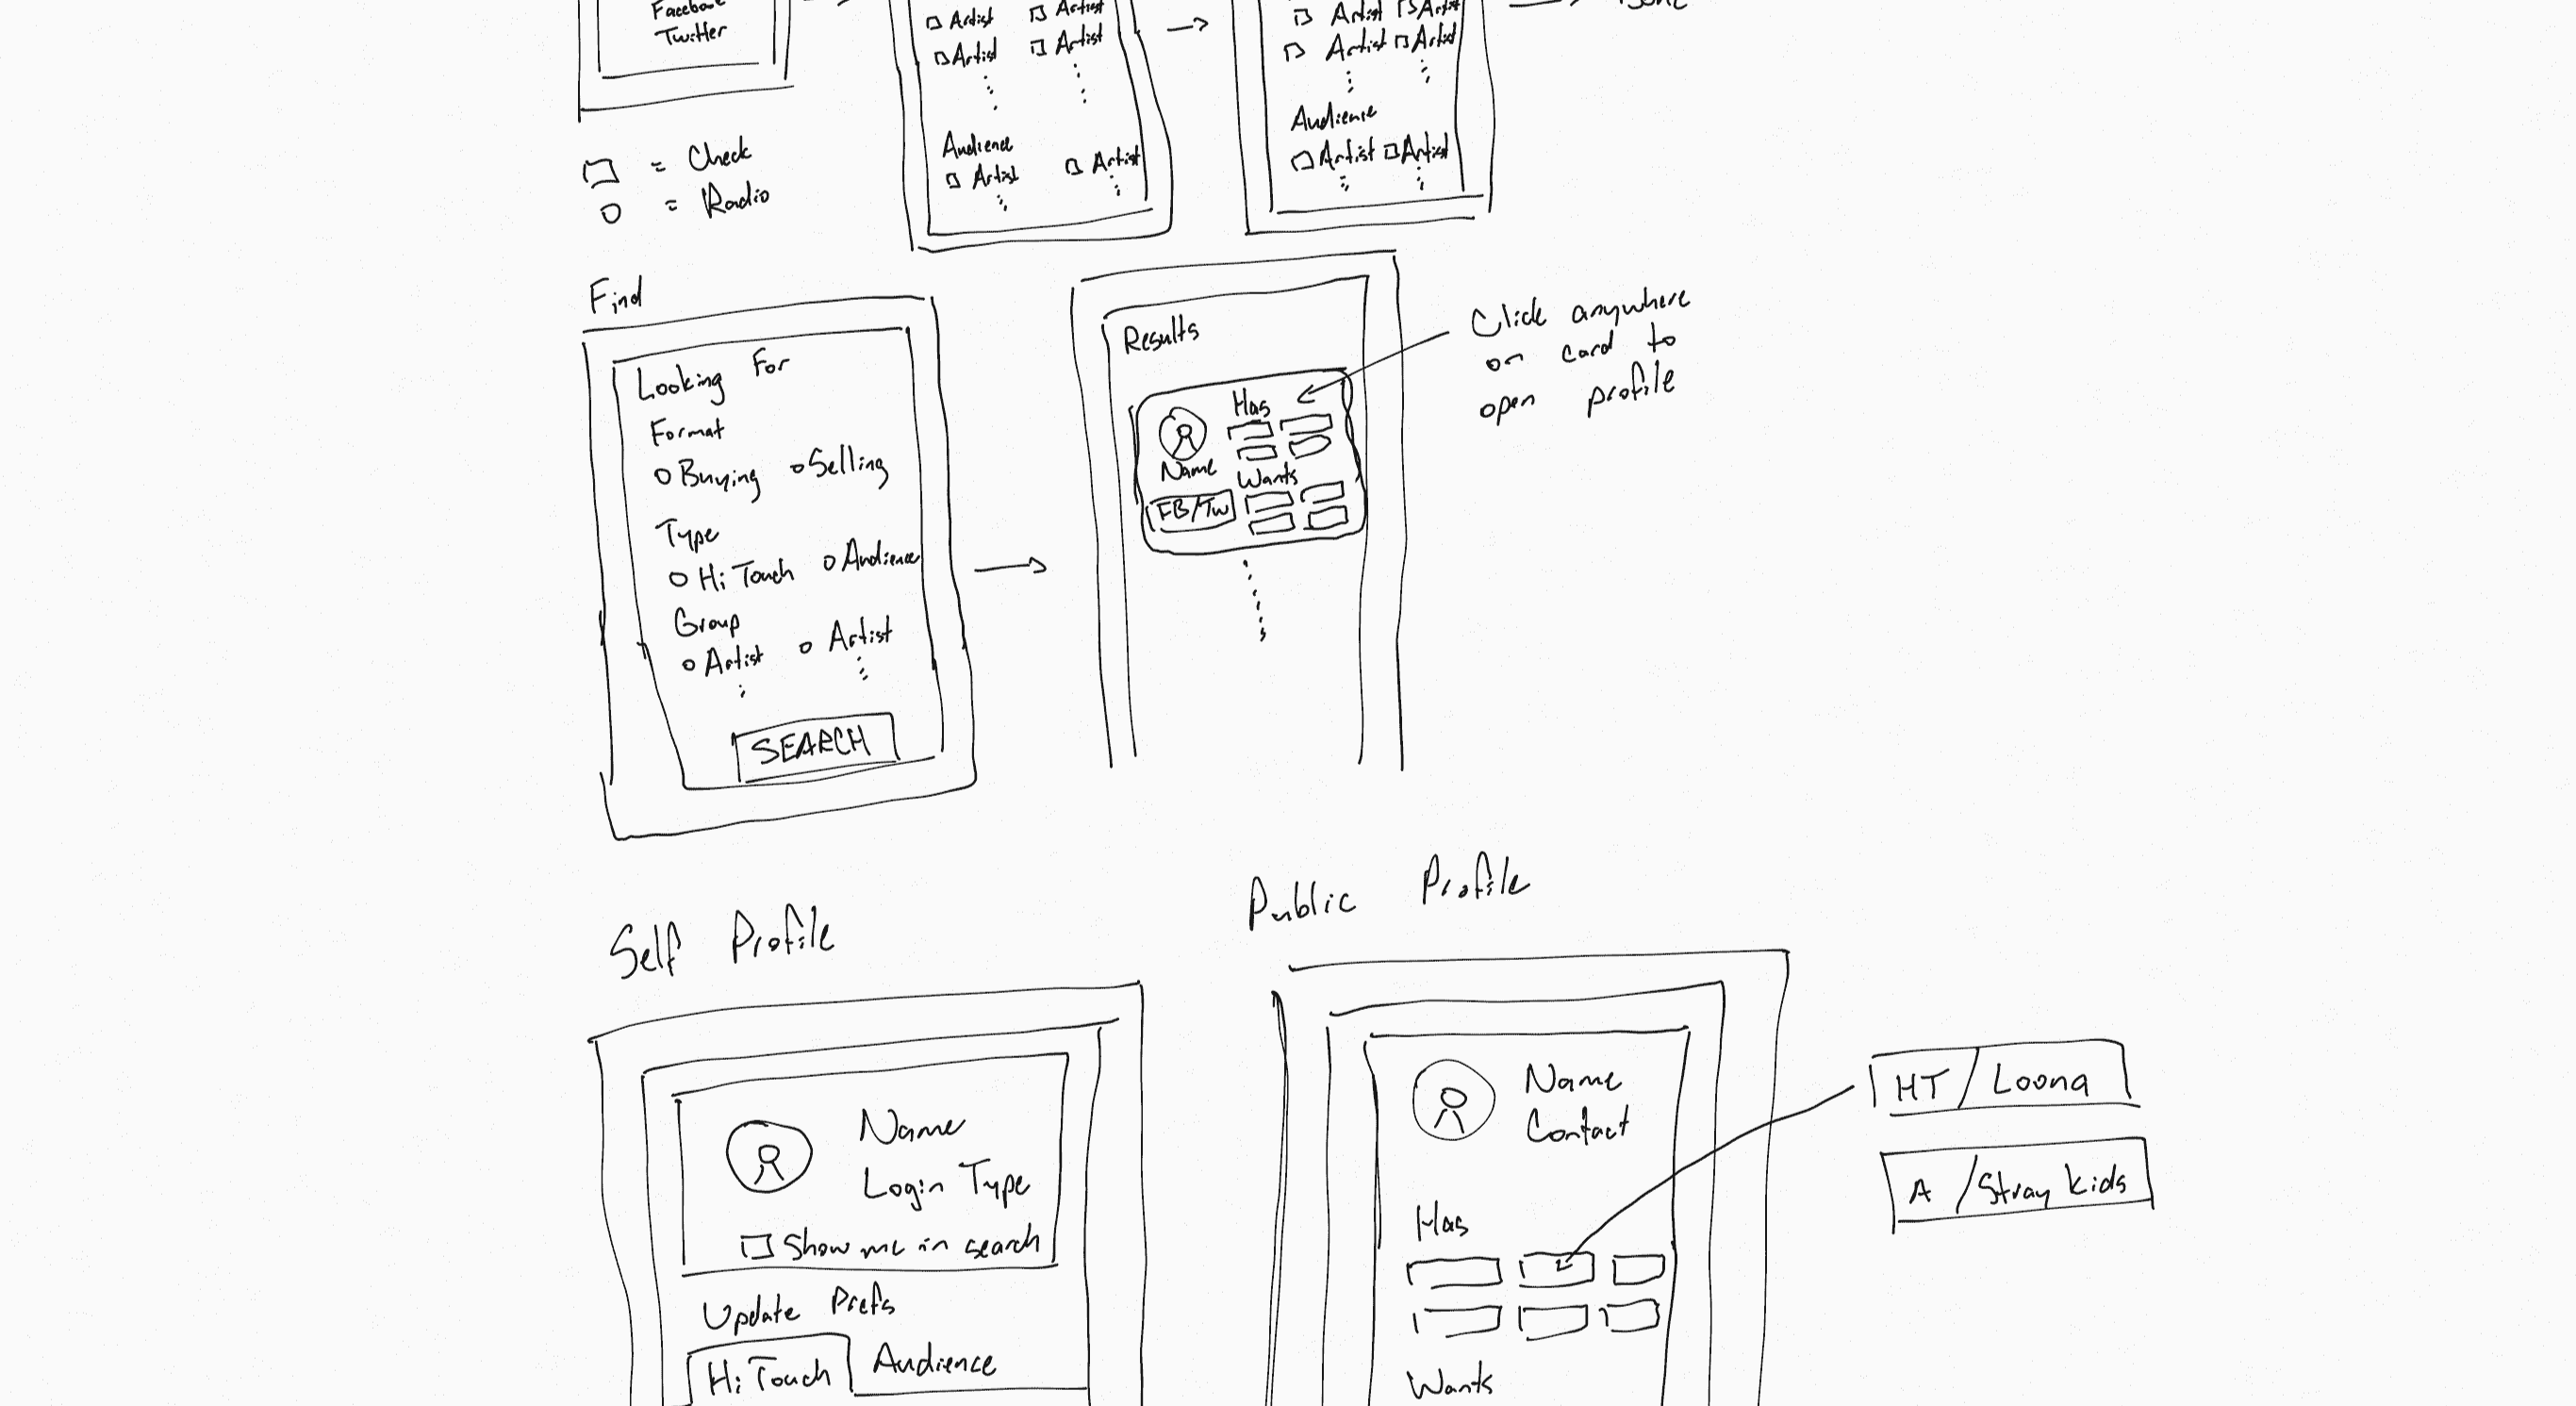 Facebook
Twitter
□ Artist □ Artist
□ Artist □ Artist
Audience
□ Artist □ Artist
□ Artist □ Artist
□ Artist □ Artist
Audience
□ Artist □ Artist
□ = Check
○ = Radio
Find
Looking For
Format
○ Buying ○ Selling
Type
○ Hi Touch ○ Audience
Group
○ Artist ○ Artist
SEARCH
Results
Has
Name
Wants
FB/Tw
Click anywhere
on card to
open profile
Self Profile
Name
Login Type
□ Show me in search
Update Prefs
Hi Touch Audience
Public Profile
Name
Contact
Has
Wants
HT / Loona
A / Stray Kids